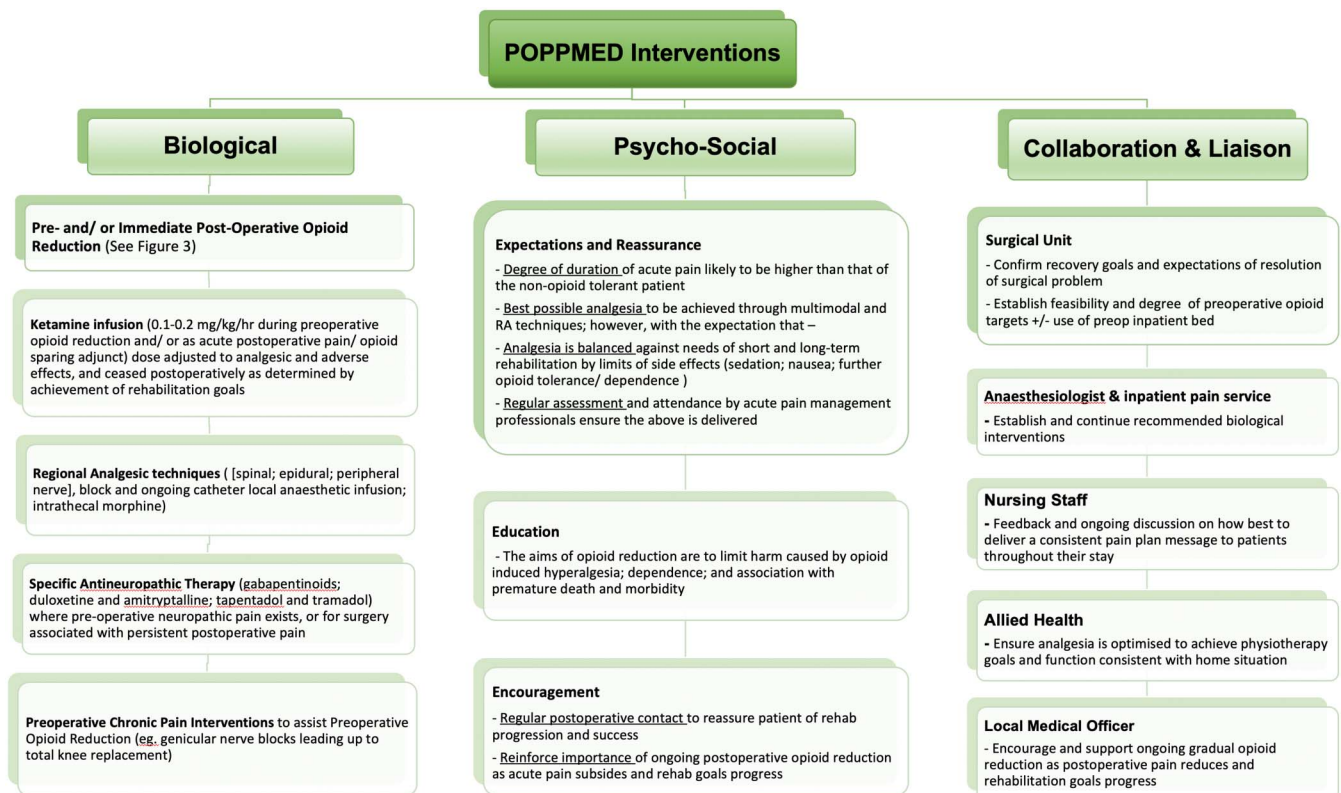 POPPMED Interventions
Biological
Pre- and/ or Immediate Post-Operative Opioid
Reduction (See Figure 3)
Ketamine infusion (0.1-0.2 mg/kg/hr during preoperative
opioid reduction and/ or as acute postoperative pain/ opioid
sparing adjunct) dose adjusted to analgesic and adverse
effects, and ceased postoperatively as determined by
achievement of rehabilitation goals
Regional Analgesic techniques ( [spinal; epidural; peripheral
nerve], block and ongoing catheter local anaesthetic infusion;
intrathecal morphine)
Specific Antineuropathic Therapy (gabapentinoids;
duloxetine and amitryptalline; tapentadol and tramadol)
where pre-operative neuropathic pain exists, or for surgery
associated with persistent postoperative pain
Preoperative Chronic Pain Interventions to assist Preoperative
Opioid Reduction (eg. genicular nerve blocks leading up to
total knee replacement)
Psycho-Social
Expectations and Reassurance
- Degree of duration of acute pain likely to be higher than that of
the non-opioid tolerant patient
- Best possible analgesia to be achieved through multimodal and
RA techniques; however, with the expectation that –
- Analgesia is balanced against needs of short and long-term
rehabilitation by limits of side effects (sedation; nausea; further
opioid tolerance/ dependence )
- Regular assessment and attendance by acute pain management
professionals ensure the above is delivered
Education
- The aims of opioid reduction are to limit harm caused by opioid
induced hyperalgesia; dependence; and association with
premature death and morbidity
Encouragement
- Regular postoperative contact to reassure patient of rehab
progression and success
- Reinforce importance of ongoing postoperative opioid reduction
as acute pain subsides and rehab goals progress
Collaboration & Liaison
Surgical Unit
- Confirm recovery goals and expectations of resolution
of surgical problem
- Establish feasibility and degree of preoperative opioid
targets +/- use of preop inpatient bed
Anaesthesiologist & inpatient pain service
- Establish and continue recommended biological
interventions
Nursing Staff
- Feedback and ongoing discussion on how best to
deliver a consistent pain plan message to patients
throughout their stay
Allied Health
- Ensure analgesia is optimised to achieve physiotherapy
goals and function consistent with home situation
Local Medical Officer
- Encourage and support ongoing gradual opioid
reduction as postoperative pain reduces and
rehabilitation goals progress